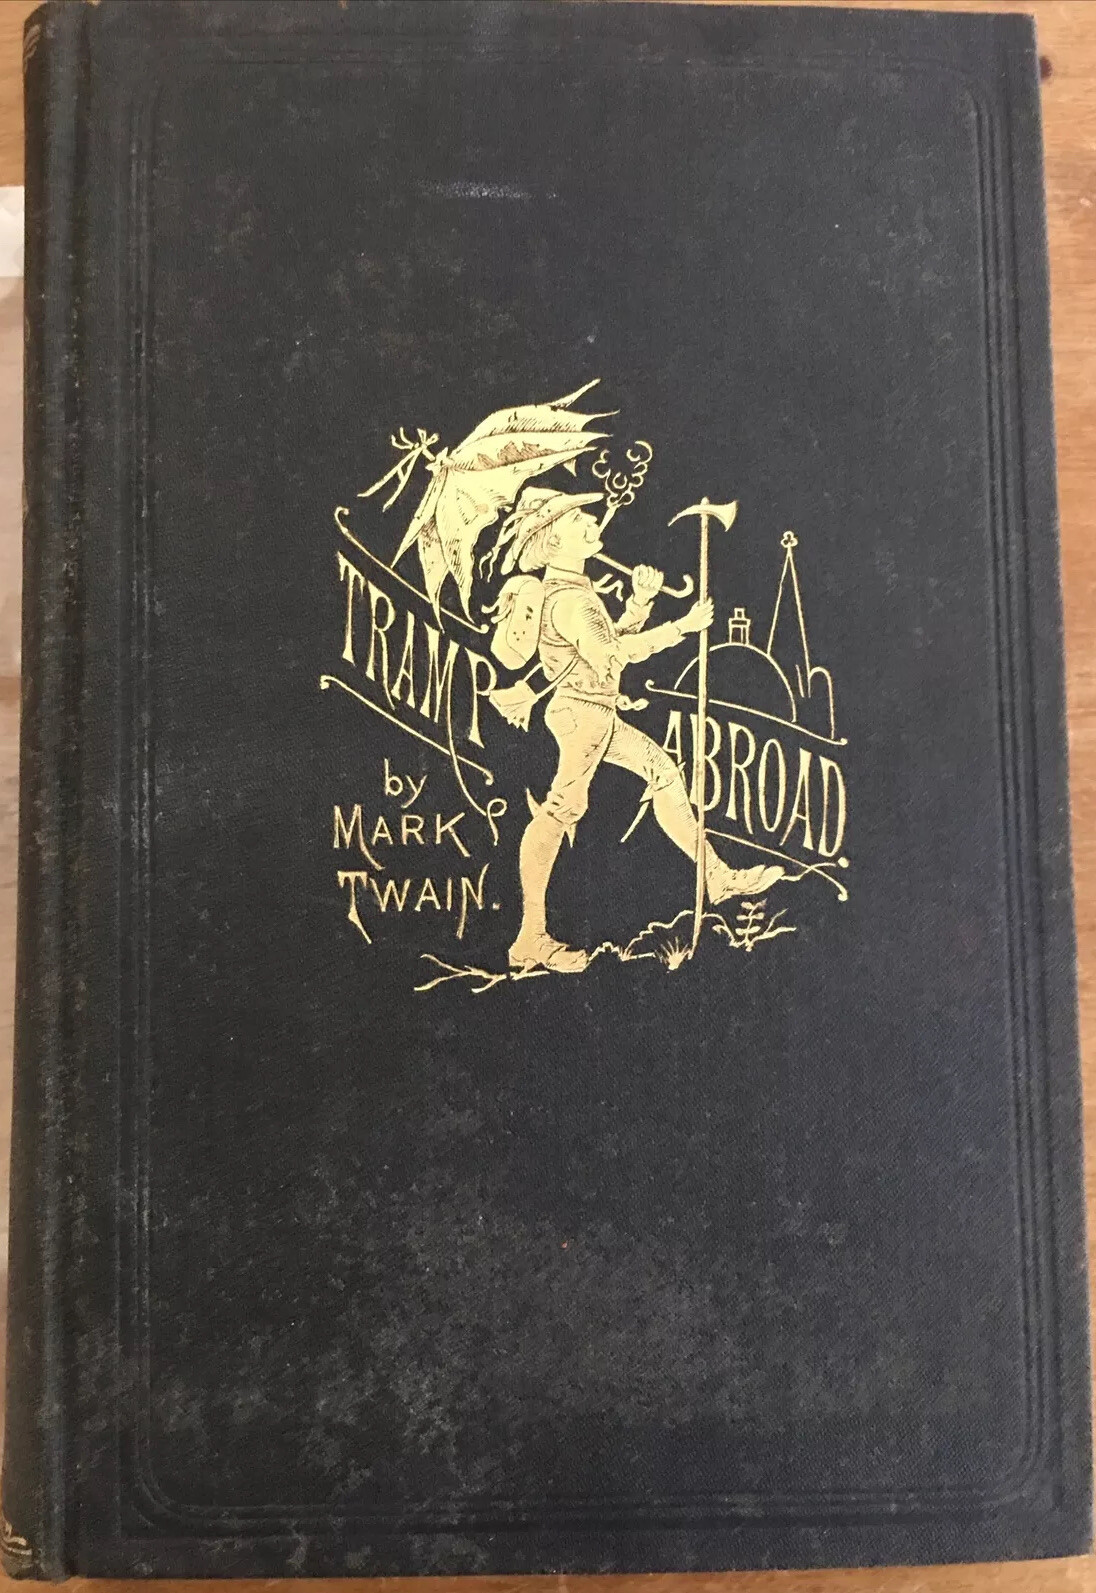 TRAMP
ABROAD.
by
MARK
TWAIN.